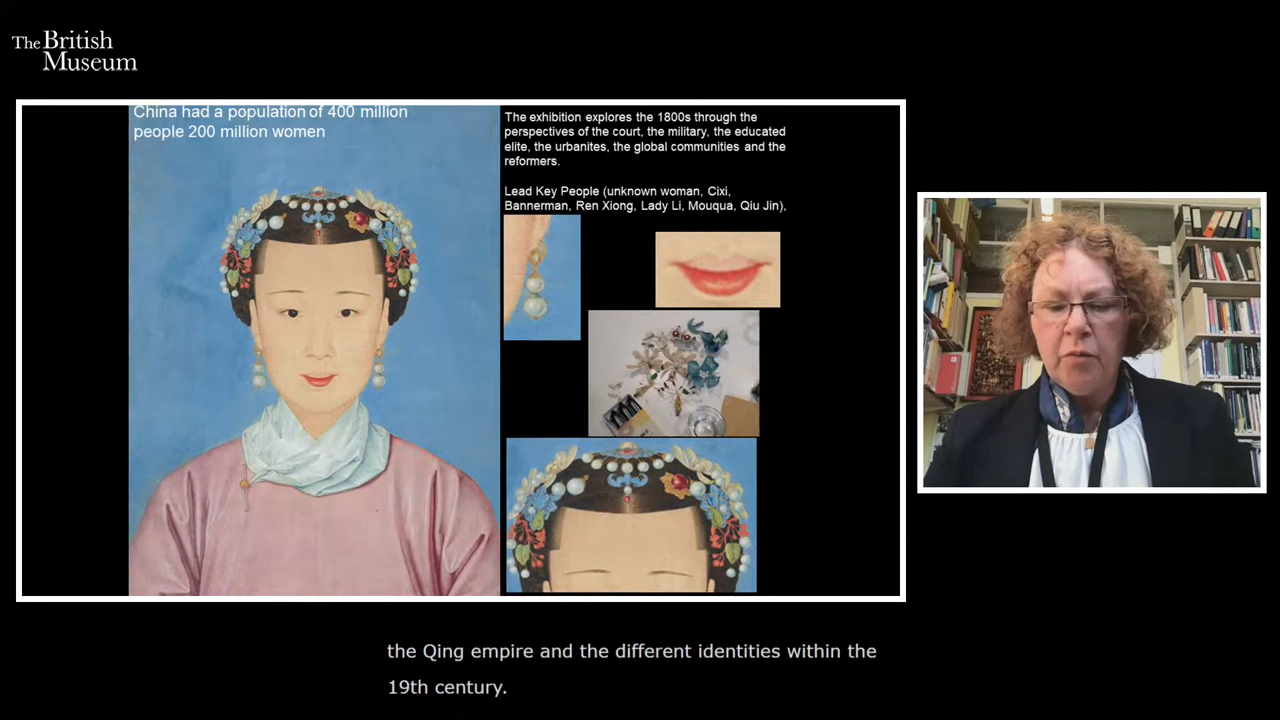 The British
Museum
China had a population of 400 million
people 200 million women
The exhibition explores the 1800s through the
perspectives of the court, the military, the educated
elite, the urbanites, the global communities and the
reformers.
Lead Key People (unknown woman, Cixi,
Bannerman, Ren Xiong, Lady Li, Mouqua, Qiu Jin),
the Qing empire and the different identities within the
19th century.